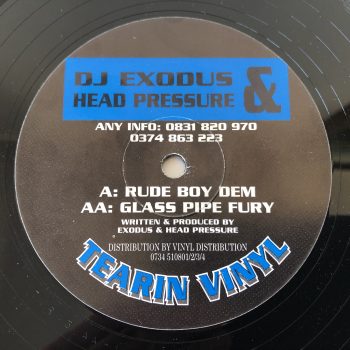 DJ EXODUS &
HEAD PRESSURE
ANY INFO: 0831 820 970
0374 863 223
A: RUDE BOY DEM
AA: GLASS PIPE FURY
WRITTEN & PRODUCED BY
EXODUS & HEAD PRESSURE
DISTRIBUTION BY VINYL DISTRIBUTION
0734 510801/2/3/4
TEARIN VINYL